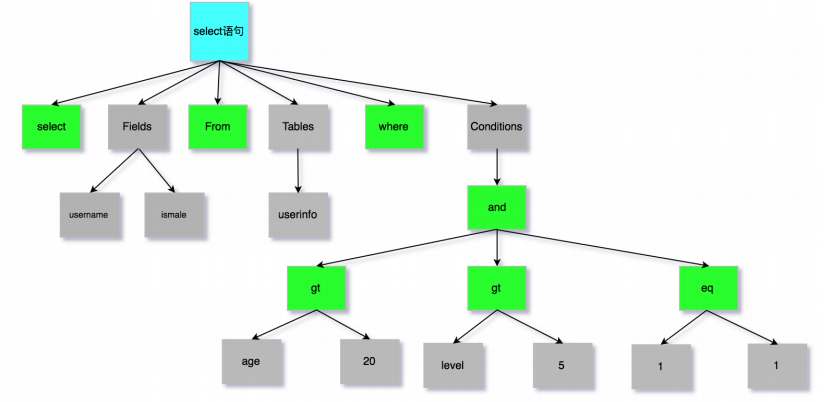 select语句
select
Fields
From
Tables
where
Conditions
username
ismale
userinfo
and
gt
gt
eq
age
20
level
5
1
1